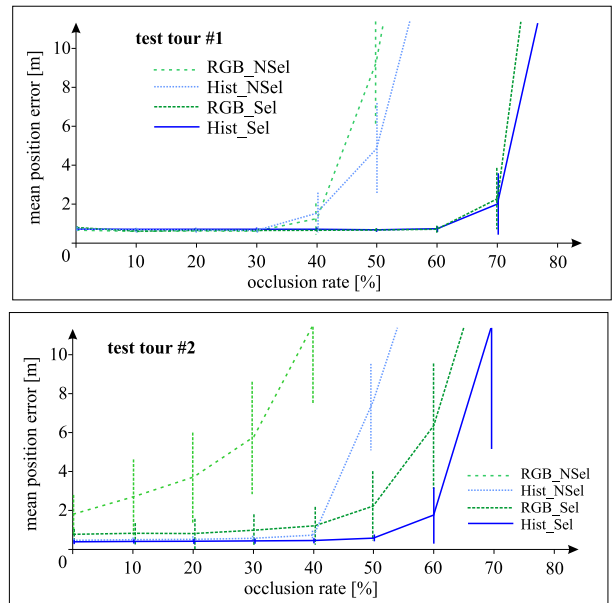 test tour #1
RGB_NSel
Hist_NSel
RGB_Sel
Hist_Sel
mean position error [m]
10
8
6
4
2
0
10 20 30 40 50 60 70 80
occlusion rate [%]
test tour #2
mean position error [m]
10
8
6
4
2
0
RGB_NSel
Hist_NSel
RGB_Sel
Hist_Sel
10 20 30 40 50 60 70 80
occlusion rate [%]